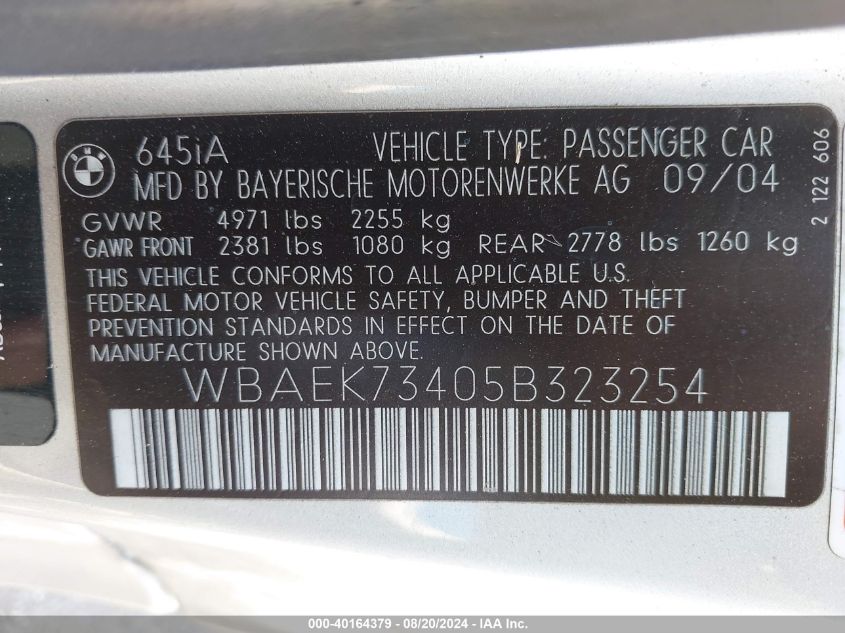 645iA VEHICLE TYPE: PASSENGER CAR
MFD BY BAYERISCHE MOTORENWERKE AG 09/04
GVWR 4971 lbs 2255 kg
GAWR FRONT 2381 lbs 1080 kg REAR 2778 lbs 1260 kg
THIS VEHICLE CONFORMS TO ALL APPLICABLE U.S.
FEDERAL MOTOR VEHICLE SAFETY, BUMPER AND THEFT
PREVENTION STANDARDS IN EFFECT ON THE DATE OF
MANUFACTURE SHOWN ABOVE.
WBAEK73405B323254
2 122 606
BMW
000-40164379 - 08/20/2024 - IAA Inc.